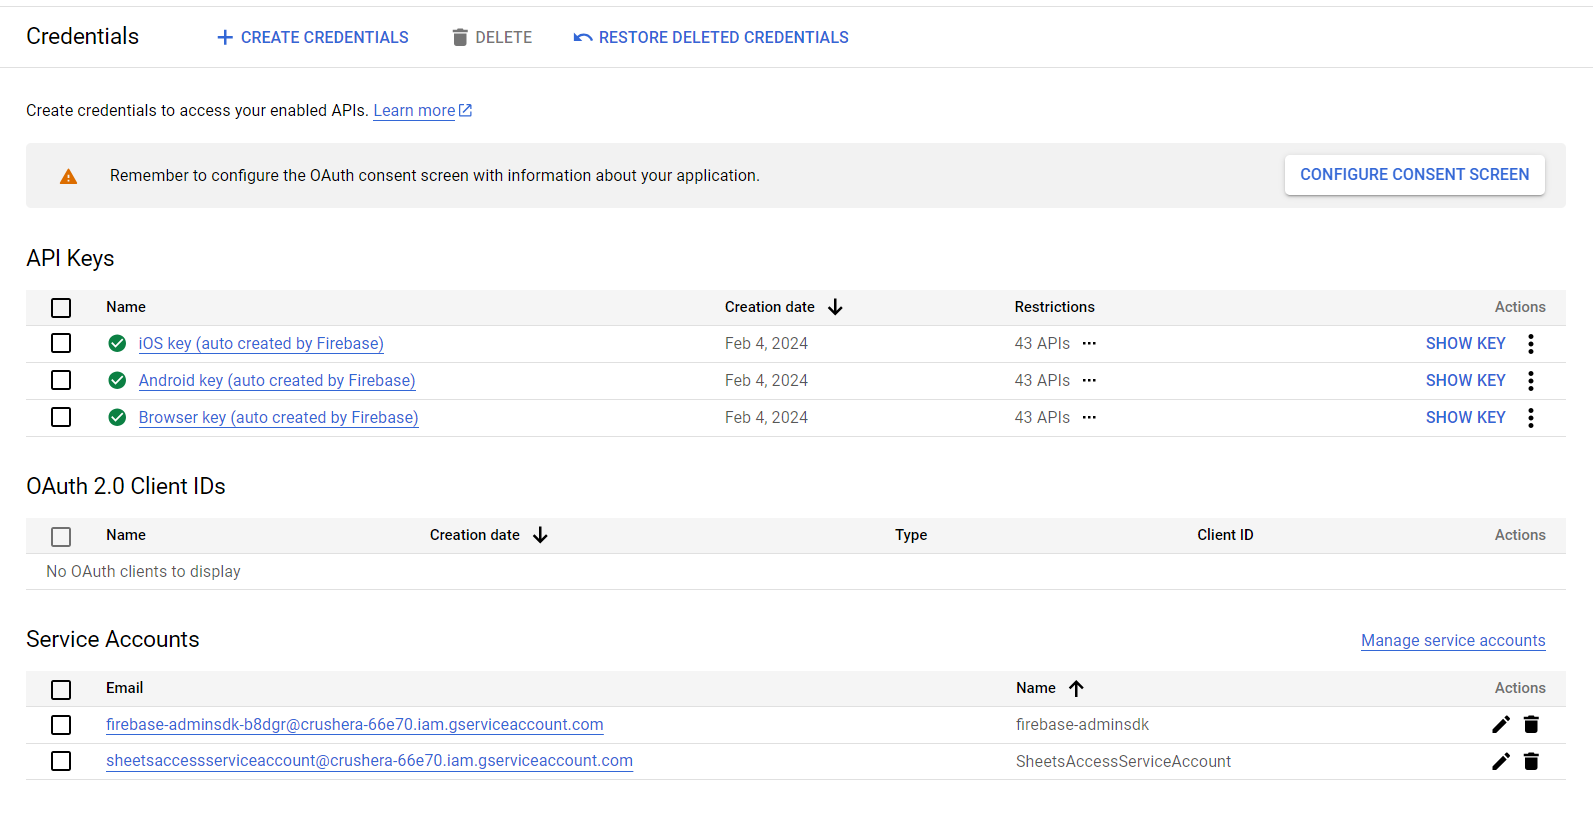 Credentials CREATE CREDENTIALS DELETE RESTORE DELETED CREDENTIALS
Create credentials to access your enabled APIs. Learn more
Remember to configure the OAuth consent screen with information about your application. CONFIGURE CONSENT SCREEN
API Keys
Name Creation date Restrictions Actions
iOS key (auto created by Firebase) Feb 4, 2024 43 APIs SHOW KEY
Android key (auto created by Firebase) Feb 4, 2024 43 APIs SHOW KEY
Browser key (auto created by Firebase) Feb 4, 2024 43 APIs SHOW KEY
OAuth 2.0 Client IDs
Name Creation date Type Client ID Actions
No OAuth clients to display
Service Accounts Manage service accounts
Email Name Actions
firebase-adminsdk-b8dgr@crushera-66e70.iam.gserviceaccount.com firebase-adminsdk
sheetsaccessserviceaccount@crushera-66e70.iam.gserviceaccount.com SheetsAccessServiceAccount